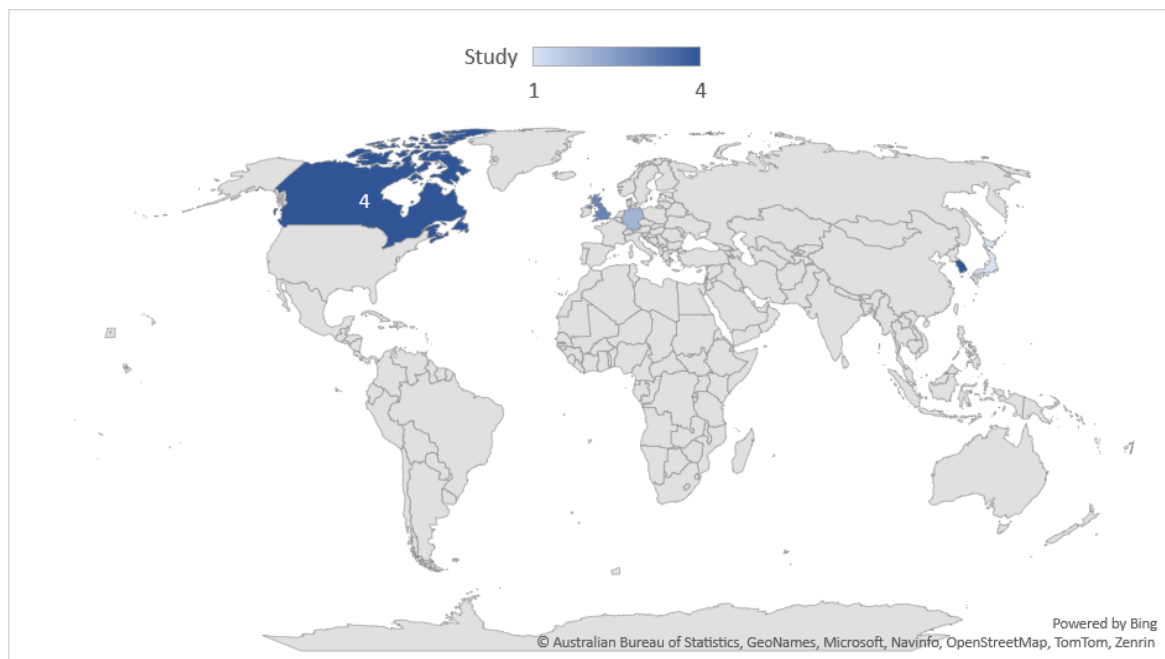 Study
1 4
4
Powered by Bing
© Australian Bureau of Statistics, GeoNames, Microsoft, Navinfo, OpenStreetMap, TomTom, Zenrin